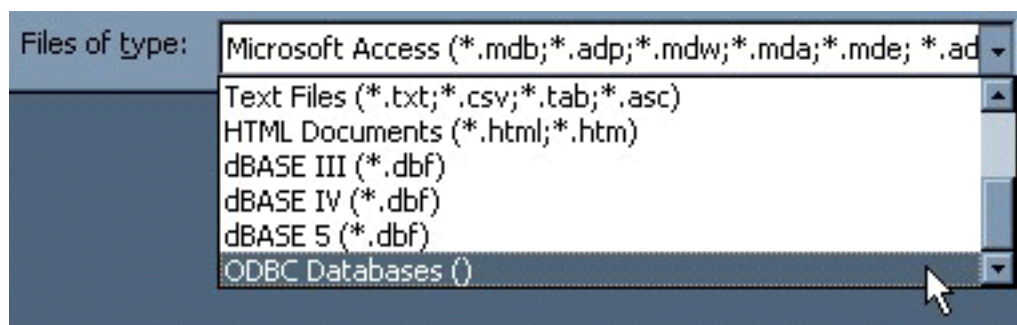 Files of type:
Microsoft Access (*.mdb;*.adp;*.mdw;*.mda;*.mde; *.ad
Text Files (*.txt;*.csv;*.tab;*.asc)
HTML Documents (*.html;*.htm)
dBASE III (*.dbf)
dBASE IV (*.dbf)
dBASE 5 (*.dbf)
ODBC Databases ()